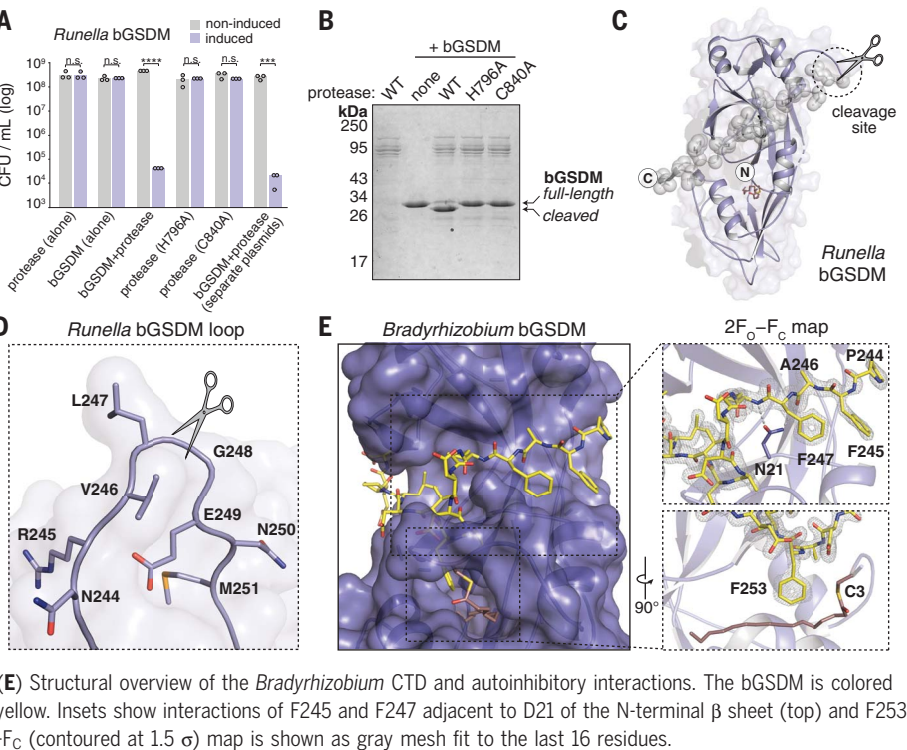 A
Runella bGSDM
non-induced
induced
CFU / mL (log)
10⁹
10⁸
10⁷
10⁶
10⁵
10⁴
10³
n.s.
n.s.
****
n.s.
n.s.
***
protease (alone)
bGSDM (alone)
bGSDM+protease
protease (H796A)
protease (C840A)
bGSDM+protease
(separate plasmids)
B
+ bGSDM
protease: WT none WT H796A C840A
kDa
250
95
43
34
26
17
bGSDM
full-length
cleaved
C
cleavage
site
C
N
Runella
bGSDM
D
Runella bGSDM loop
L247
G248
V246
E249
N250
R245
M251
N244
E
Bradyrhizobium bGSDM
2Fₒ–F_C map
A246
P244
N21
F247
F245
90°
F253
C3
(E) Structural overview of the Bradyrhizobium CTD and autoinhibitory interactions. The bGSDM is colored
yellow. Insets show interactions of F245 and F247 adjacent to D21 of the N-terminal β sheet (top) and F253
-F_C (contoured at 1.5 σ) map is shown as gray mesh fit to the last 16 residues.